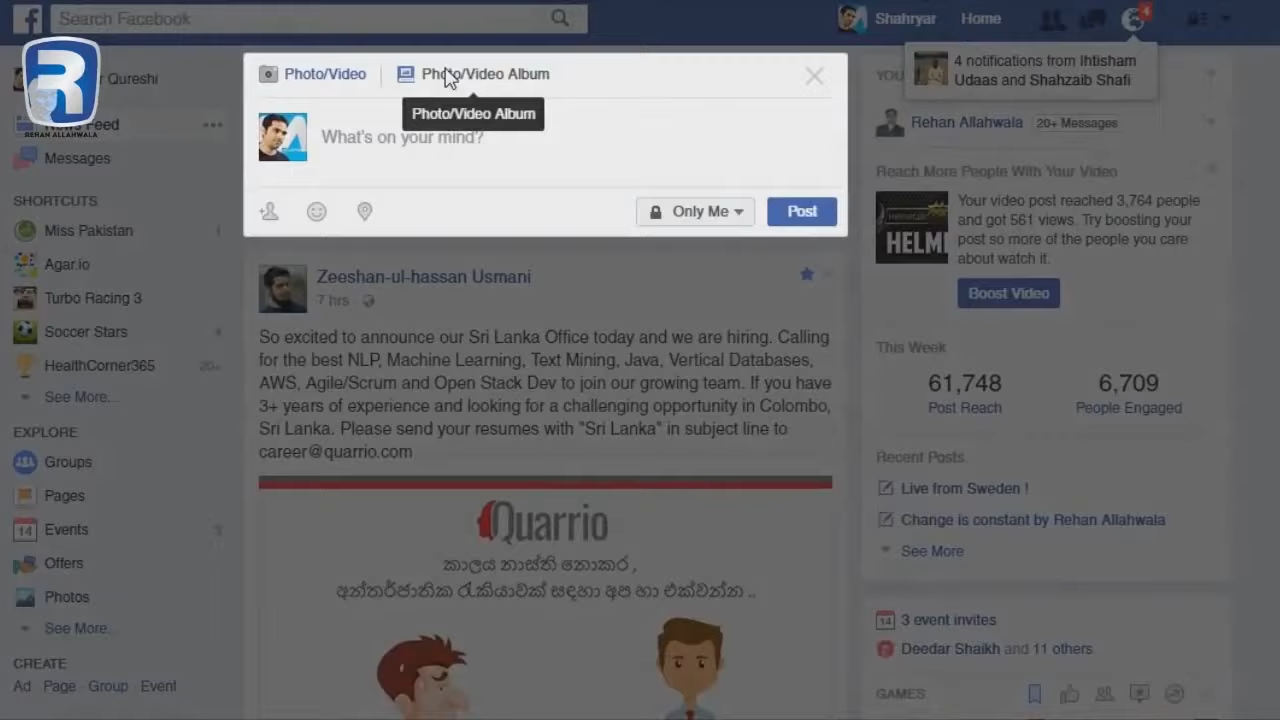 Search Facebook
Shahryar
Home
4
4 notifications from Ihtisham
Udaas and Shahzaib Shafi
R
REHAN ALLAHWALA
Qureshi
News Feed
Messages
SHORTCUTS
Miss Pakistan
Agar.io
Turbo Racing 3
Soccer Stars
HealthCorner365
20+
See More...
EXPLORE
Groups
Pages
14
Events
3
Offers
Photos
See More...
CREATE
Ad Page Group Event
Photo/Video
Photo/Video Album
Photo/Video Album
What's on your mind?
Only Me
Post
Zeeshan-ul-hassan Usmani
7 hrs
So excited to announce our Sri Lanka Office today and we are hiring. Calling
for the best NLP, Machine Learning, Text Mining, Java, Vertical Databases,
AWS, Agile/Scrum and Open Stack Dev to join our growing team. If you have
3+ years of experience and looking for a challenging opportunity in Colombo,
Sri Lanka. Please send your resumes with "Sri Lanka" in subject line to
career@quarrio.com
Quarrio
කාලය නාස්ති නොකර,
අන්තර්ජාතික රැකියාවක් සඳහා අප හා එක්වන්න ..
YOU
Rehan Allahwala
20+ Messages
Reach More People With Your Video
HELM
Your video post reached 3,764 people
and got 561 views. Try boosting your
post so more of the people you care
about watch it.
Boost Video
This Week
61,748
Post Reach
6,709
People Engaged
Recent Posts
Live from Sweden !
Change is constant by Rehan Allahwala
See More
14
3 event invites
Deedar Shaikh and 11 others
GAMES